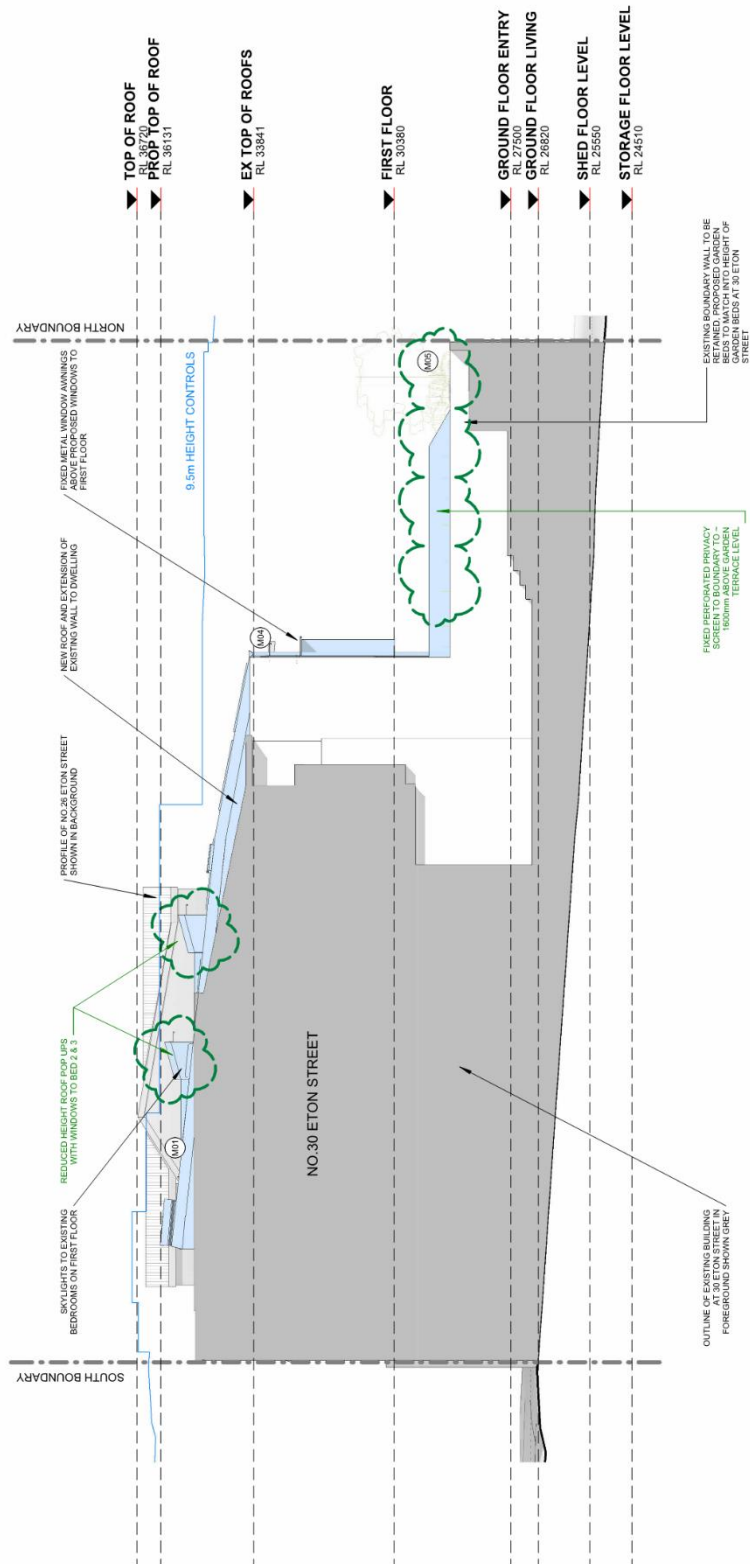 TOP OF ROOF
RL 36720
PROP TOP OF ROOF
RL 36131
EX TOP OF ROOFS
RL 33841
FIRST FLOOR
RL 30380
GROUND FLOOR ENTRY
RL 27500
GROUND FLOOR LIVING
RL 26820
SHED FLOOR LEVEL
RL 25550
STORAGE FLOOR LEVEL
RL 24510
SOUTH BOUNDARY
SKYLIGHTS TO EXISTING
BEDROOMS ON FIRST FLOOR
REDUCED HEIGHT ROOF POP UPS
WITH WINDOWS TO BED 2 & 3
PROFILE OF NO.26 ETON STREET
SHOWN IN BACKGROUND
NEW ROOF AND EXTENSION OF
EXISTING WALL TO DWELLING
FIXED METAL WINDOW AWNINGS
ABOVE PROPOSED WINDOWS TO
FIRST FLOOR
NORTH BOUNDARY
9.5m HEIGHT CONTROLS
M01
M04
M05
NO.30 ETON STREET
OUTLINE OF EXISTING BUILDING
AT 30 ETON STREET IN
FOREGROUND SHOWN GREY
FIXED PERFORATED PRIVACY
SCREEN TO BOUNDARY TO ~
1600mm ABOVE GARDEN
TERRACE LEVEL
EXISTING BOUNDARY WALL TO BE
RETAINED, PROPOSED GARDEN
BEDS TO MATCH INTO HEIGHT OF
GARDEN BEDS AT 30 ETON
STREET